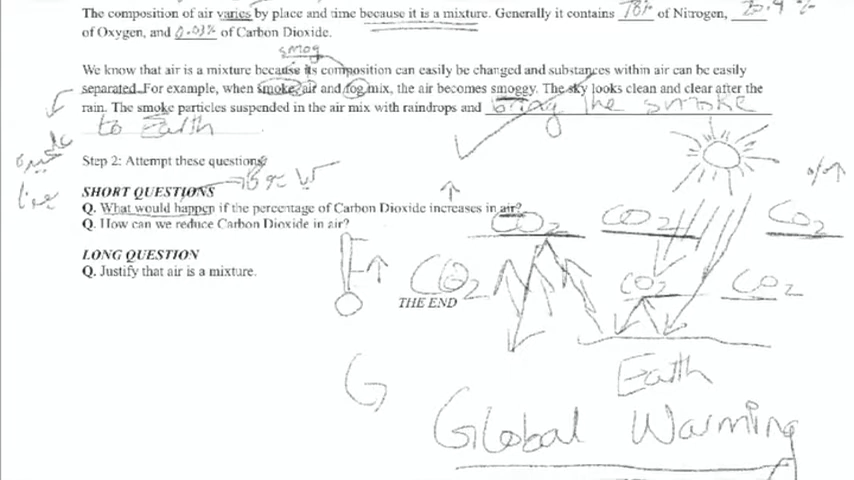 The composition of air varies by place and time because it is a mixture. Generally it contains 78% of Nitrogen, 20.9 %
of Oxygen, and 0.03% of Carbon Dioxide.
smog
We know that air is a mixture because its composition can easily be changed and substances within air can be easily
separated. For example, when smoke, air and fog mix, the air becomes smoggy. The sky looks clean and clear after the
rain. The smoke particles suspended in the air mix with raindrops and bring the smoke
to Earth
Step 2: Attempt these questions
SHORT QUESTIONS
Q. What would happen if the percentage of Carbon Dioxide increases in air?
Q. How can we reduce Carbon Dioxide in air?
LONG QUESTION
Q. Justify that air is a mixture.
THE END
CO2 CO2 CO2
CO2 CO2 CO2
Earth
G
Global Warming